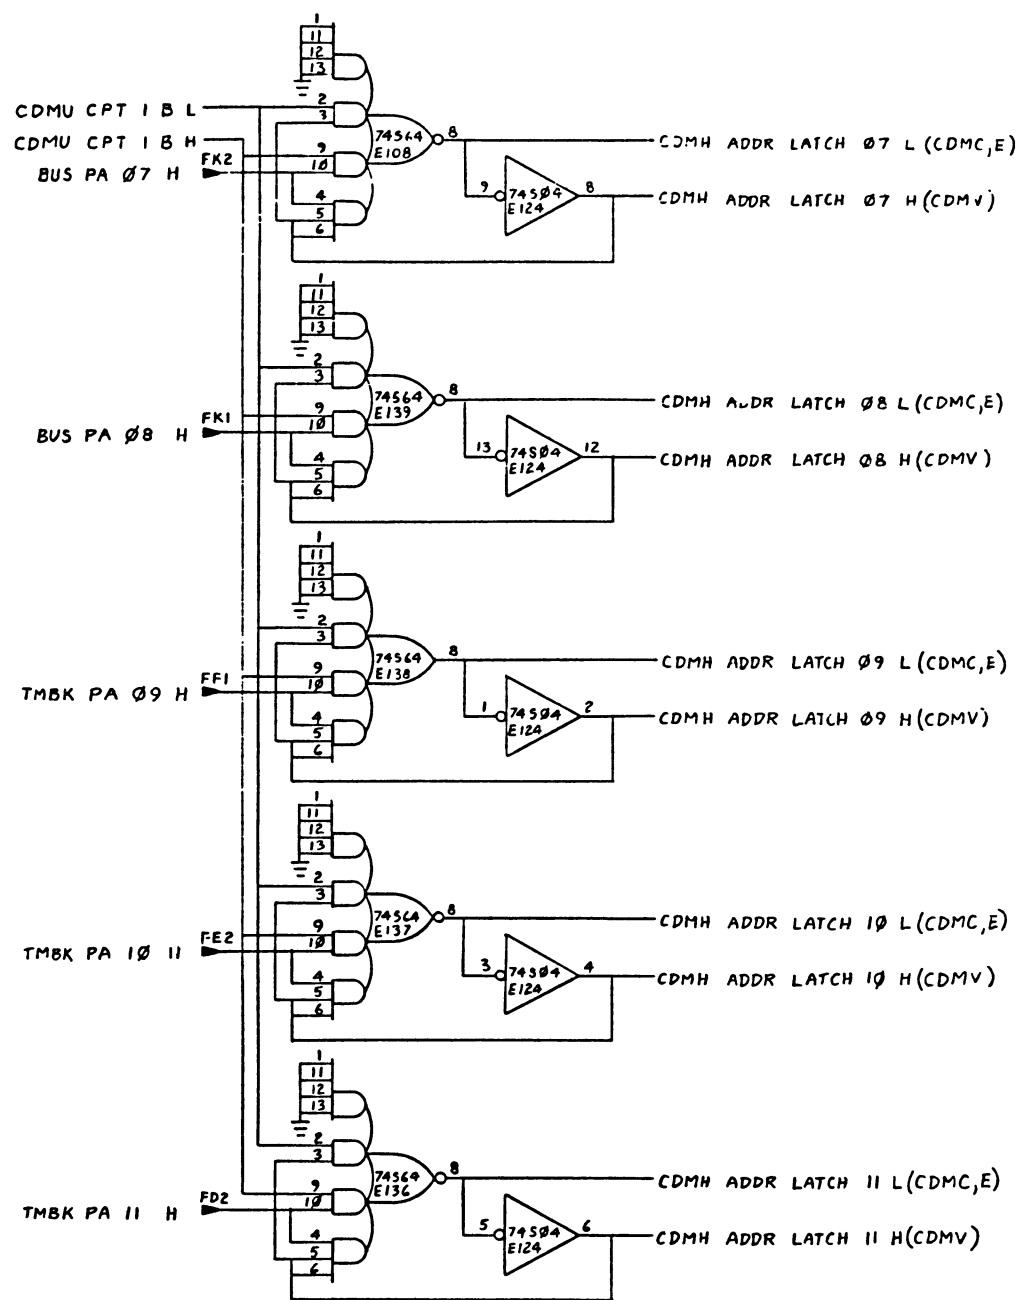 1
11
12
13
CDMU CPT 1 B L
2
3
CDMU CPT 1 B H
9
10
BUS PA Ø7 H
FK2
4
5
6
74S64
E108
8
CDMH ADDR LATCH Ø7 L (CDMC,E)
9
74SØ4
E124
8
CDMH ADDR LATCH Ø7 H (CDMV)
1
11
12
13
2
3
9
1Ø
BUS PA Ø8 H
FK1
4
5
6
74S64
E139
8
CDMH ADDR LATCH Ø8 L (CDMC,E)
13
74SØ4
E124
12
CDMH ADDR LATCH Ø8 H (CDMV)
1
11
12
13
2
3
9
1Ø
TMBK PA Ø9 H
FF1
4
5
6
74S64
E138
8
CDMH ADDR LATCH Ø9 L (CDMC,E)
1
74SØ4
E124
2
CDMH ADDR LATCH Ø9 H (CDMV)
1
11
12
13
2
3
9
1Ø
TMBK PA 1Ø H
FE2
4
5
6
74S64
E137
8
CDMH ADDR LATCH 1Ø L (CDMC,E)
3
74SØ4
E124
4
CDMH ADDR LATCH 1Ø H (CDMV)
1
11
12
13
2
3
9
1Ø
TMBK PA 11 H
FD2
4
5
6
74S64
E136
8
CDMH ADDR LATCH 11 L (CDMC,E)
5
74SØ4
E124
6
CDMH ADDR LATCH 11 H (CDMV)